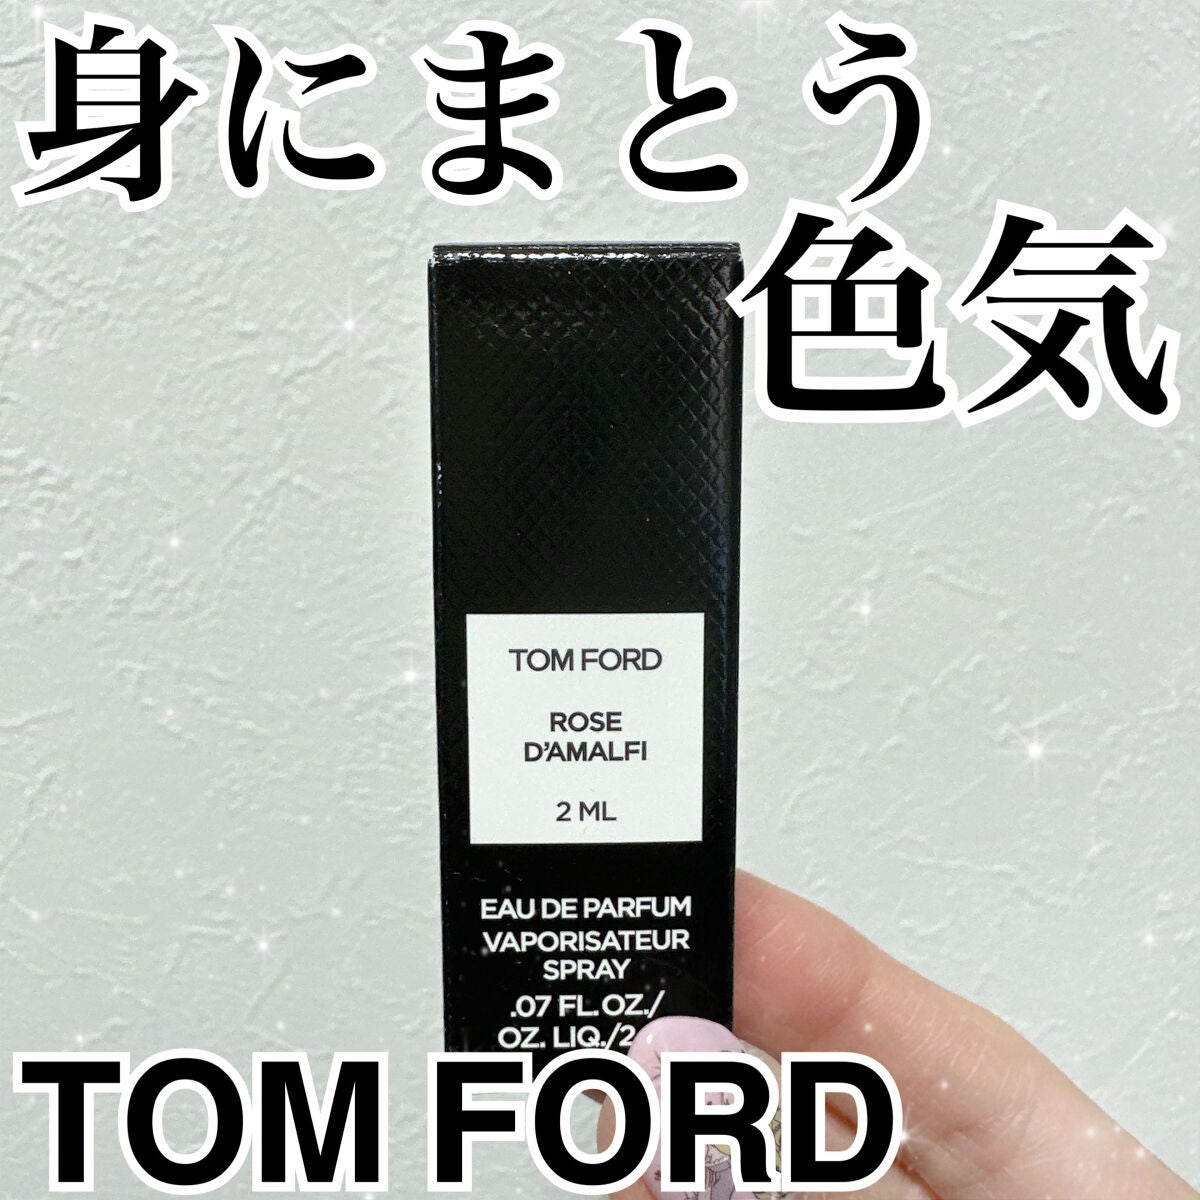 身にまとう
色気
TOM FORD
ROSE
D'AMALFI
2 ML
EAU DE PARFUM
VAPORISATEUR
SPRAY
.07 FL.OZ./
OZ. LIQ./2
TOM FORD